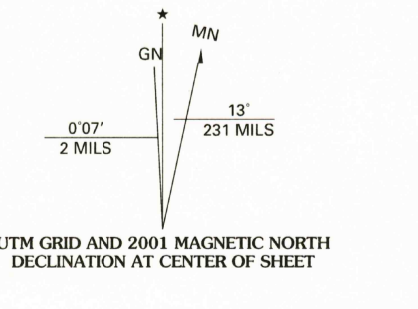 ★
MN
GN
13°
231 MILS
0°07'
2 MILS
UTM GRID AND 2001 MAGNETIC NORTH
DECLINATION AT CENTER OF SHEET